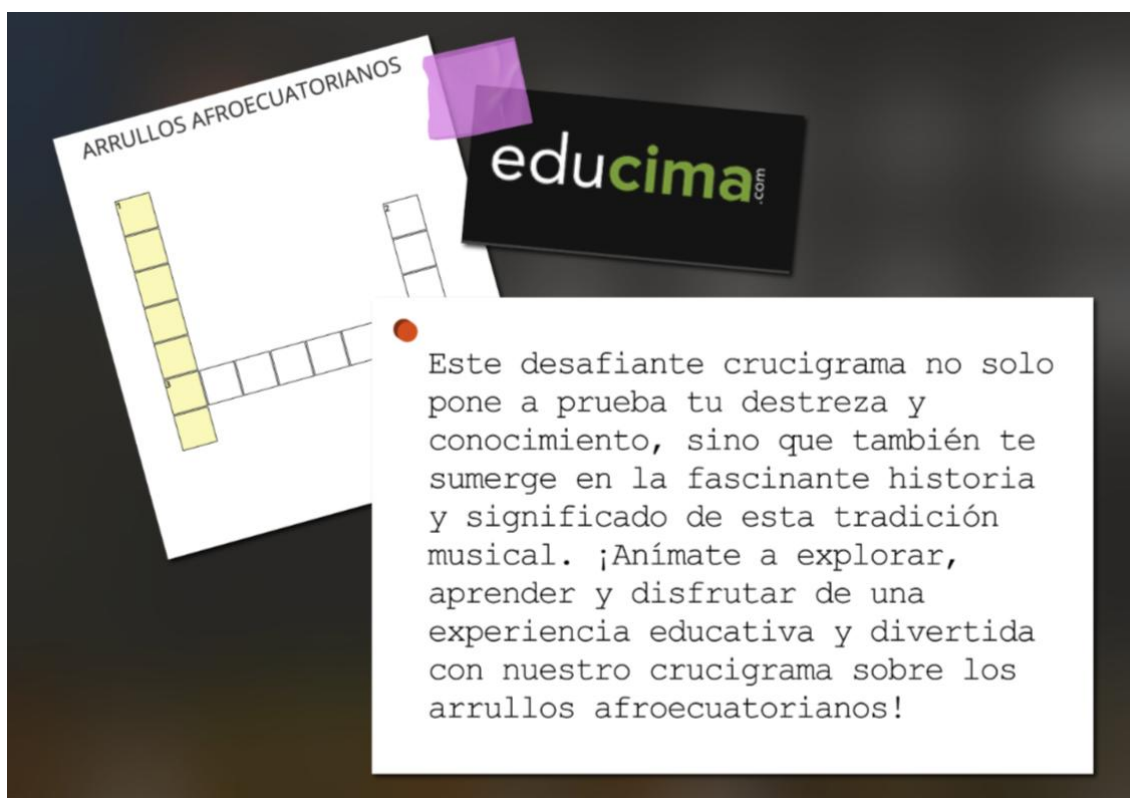 ARRULLOS AFROECUATORIANOS
1
2
3
educima.com
Este desafiante crucigrama no solo
pone a prueba tu destreza y
conocimiento, sino que también te
sumerge en la fascinante historia
y significado de esta tradición
musical. ¡Anímate a explorar,
aprender y disfrutar de una
experiencia educativa y divertida
con nuestro crucigrama sobre los
arrullos afroecuatorianos!